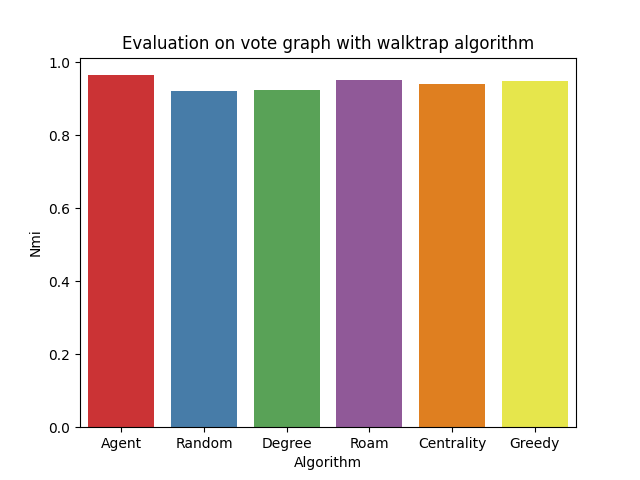 Evaluation on vote graph with walktrap algorithm
1.0
0.8
0.6
0.4
0.2
0.0
Nmi
Agent Random Degree Roam Centrality Greedy
Algorithm